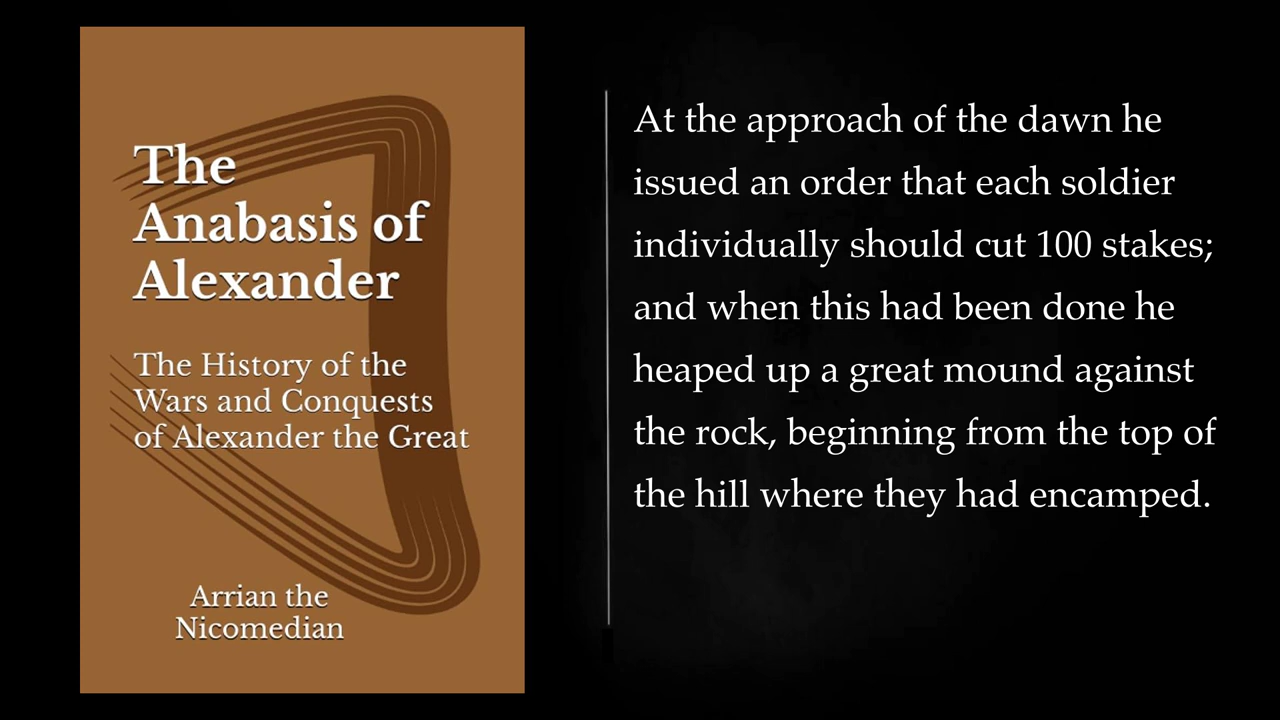 The
Anabasis of
Alexander
The History of the
Wars and Conquests
of Alexander the Great
Arrian the
Nicomedian
At the approach of the dawn he
issued an order that each soldier
individually should cut 100 stakes;
and when this had been done he
heaped up a great mound against
the rock, beginning from the top of
the hill where they had encamped.